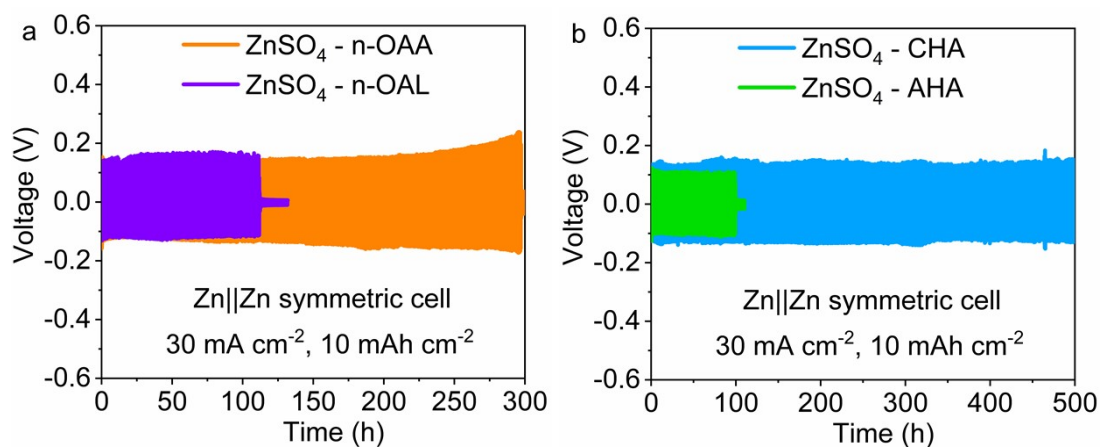 a
0.6
0.4
0.2
0.0
-0.2
-0.4
-0.6
Voltage (V)
ZnSO₄ - n-OAA
ZnSO₄ - n-OAL
Zn||Zn symmetric cell
30 mA cm⁻², 10 mAh cm⁻²
0 50 100 150 200 250 300
Time (h)
b
0.6
0.4
0.2
0.0
-0.2
-0.4
-0.6
Voltage (V)
ZnSO₄ - CHA
ZnSO₄ - AHA
Zn||Zn symmetric cell
30 mA cm⁻², 10 mAh cm⁻²
0 100 200 300 400 500
Time (h)